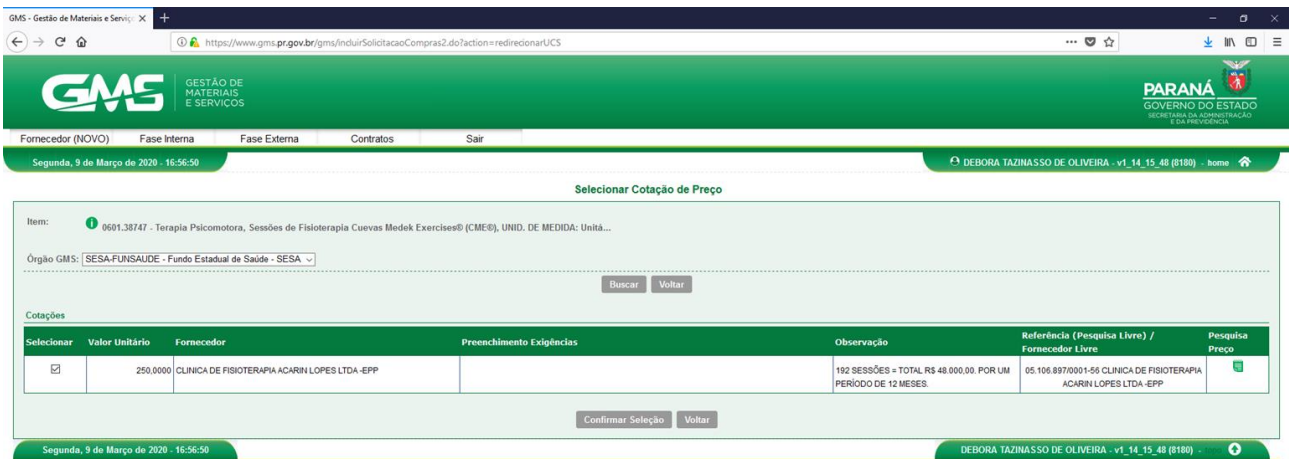 GMS - Gestão de Materiais e Serviç
https://www.gms.pr.gov.br/gms/incluirSolicitacaoCompras2.do?action=redirecionarUCS
GMS
GESTÃO DE
MATERIAIS
E SERVIÇOS
PARANÁ
GOVERNO DO ESTADO
SECRETARIA DA ADMINISTRAÇÃO
E DA PREVIDÊNCIA
Fornecedor (NOVO) Fase Interna Fase Externa Contratos Sair
Segunda, 9 de Março de 2020 - 16:56:50
DEBORA TAZINASSO DE OLIVEIRA - v1_14_15_48 (8180) - home
Selecionar Cotação de Preço
Item: 0601.38747 - Terapia Psicomotora, Sessões de Fisioterapia Cuevas Medek Exercises® (CME®), UNID. DE MEDIDA: Unitá...
Órgão GMS: SESA-FUNSAUDE - Fundo Estadual de Saúde - SESA
Buscar Voltar
Cotações
Selecionar Valor Unitário Fornecedor Preenchimento Exigências Observação Referência (Pesquisa Livre) / Fornecedor Livre Pesquisa Preço
250,0000 CLINICA DE FISIOTERAPIA ACARIN LOPES LTDA -EPP
192 SESSÕES = TOTAL R$ 48.000,00. POR UM
PERÍODO DE 12 MESES.
05.106.897/0001-56 CLINICA DE FISIOTERAPIA
ACARIN LOPES LTDA -EPP
Confirmar Seleção Voltar
Segunda, 9 de Março de 2020 - 16:56:50
DEBORA TAZINASSO DE OLIVEIRA - v1_14_15_48 (8180) -